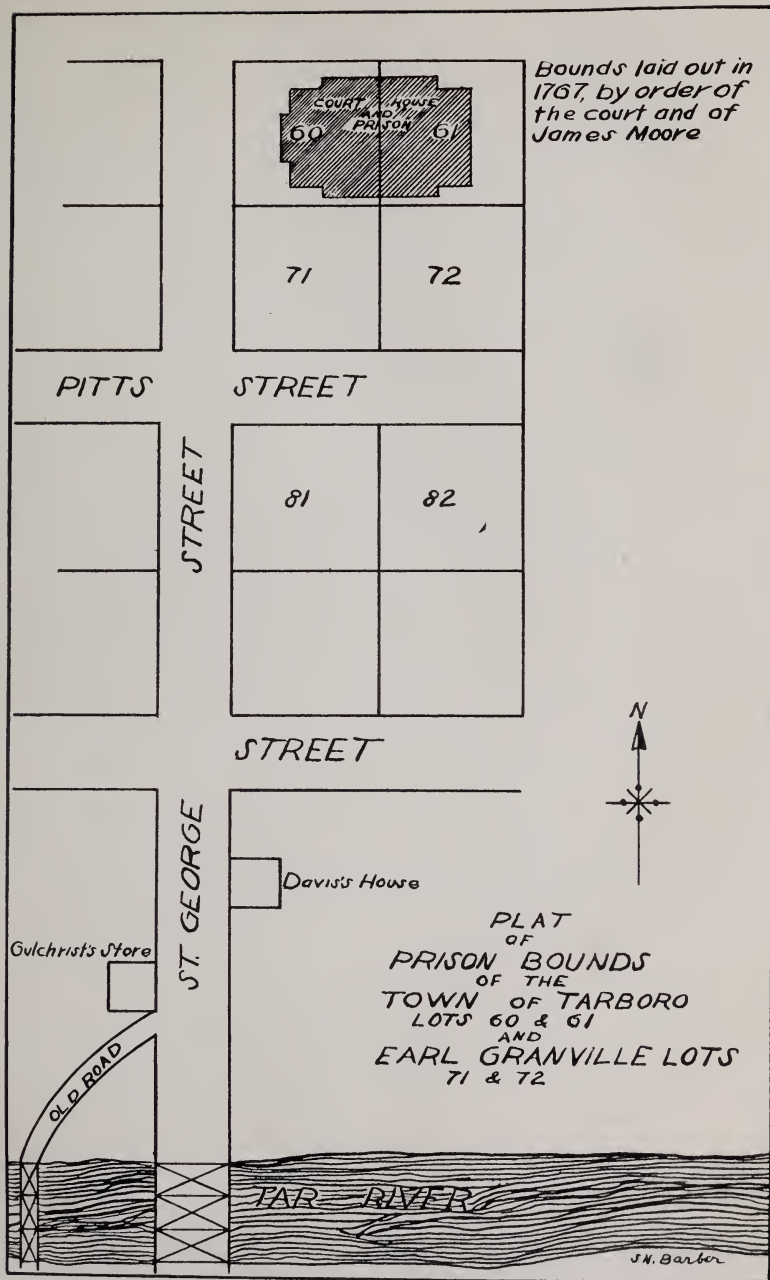 Bounds laid out in
1767, by order of
the court and of
James Moore
COURT HOUSE
AND
PRISON
60 61
71 72
PITTS STREET
STREET
81 82
STREET
N
ST. GEORGE
Davis's House
Gulchrist's Store
OLD ROAD
PLAT
OF
PRISON BOUNDS
OF THE
TOWN OF TARBORO
LOTS 60 & 61
AND
EARL GRANVILLE LOTS
71 & 72
TAR RIVER
S.N. Barber